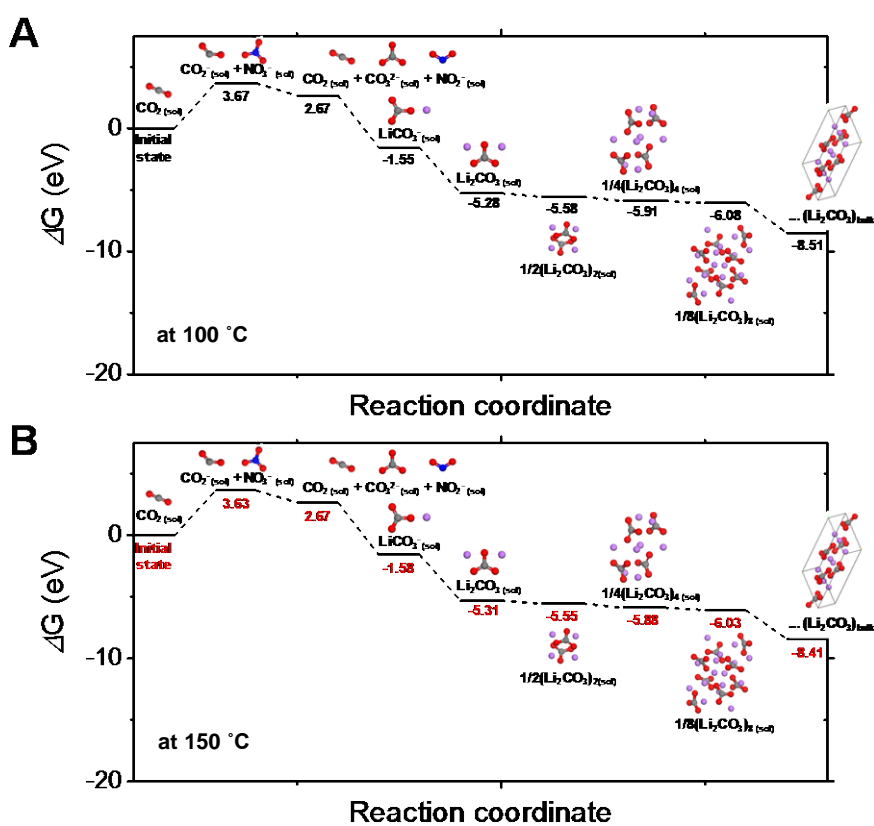 A
CO₂⁻(sol) + NO₃⁻(sol)
CO₂ (sol) + CO₃²⁻(sol) + NO₂⁻(sol)
CO₂ (sol)
3.67
2.67
0
Initial
state
LiCO₃⁻(sol)
−1.55
Li₂CO₃ (sol)
−5.28
1/4(Li₂CO₃)₄ (sol)
−5.58
−5.91
−6.08
... (Li₂CO₃)bulk
−8.51
1/2(Li₂CO₃)₂(sol)
1/8(Li₂CO₃)₈ (sol)
−10
−20
ΔG (eV)
at 100 ˚C
Reaction coordinate
B
CO₂⁻(sol) + NO₃⁻(sol)
CO₂ (sol) + CO₃²⁻(sol) + NO₂⁻(sol)
CO₂ (sol)
3.63
2.67
0
Initial
state
LiCO₃⁻(sol)
−1.58
Li₂CO₃ (sol)
−5.31
1/4(Li₂CO₃)₄ (sol)
−5.55
−5.88
−6.03
... (Li₂CO₃)bulk
−8.41
1/2(Li₂CO₃)₂(sol)
1/8(Li₂CO₃)₈ (sol)
−10
−20
ΔG (eV)
at 150 ˚C
Reaction coordinate